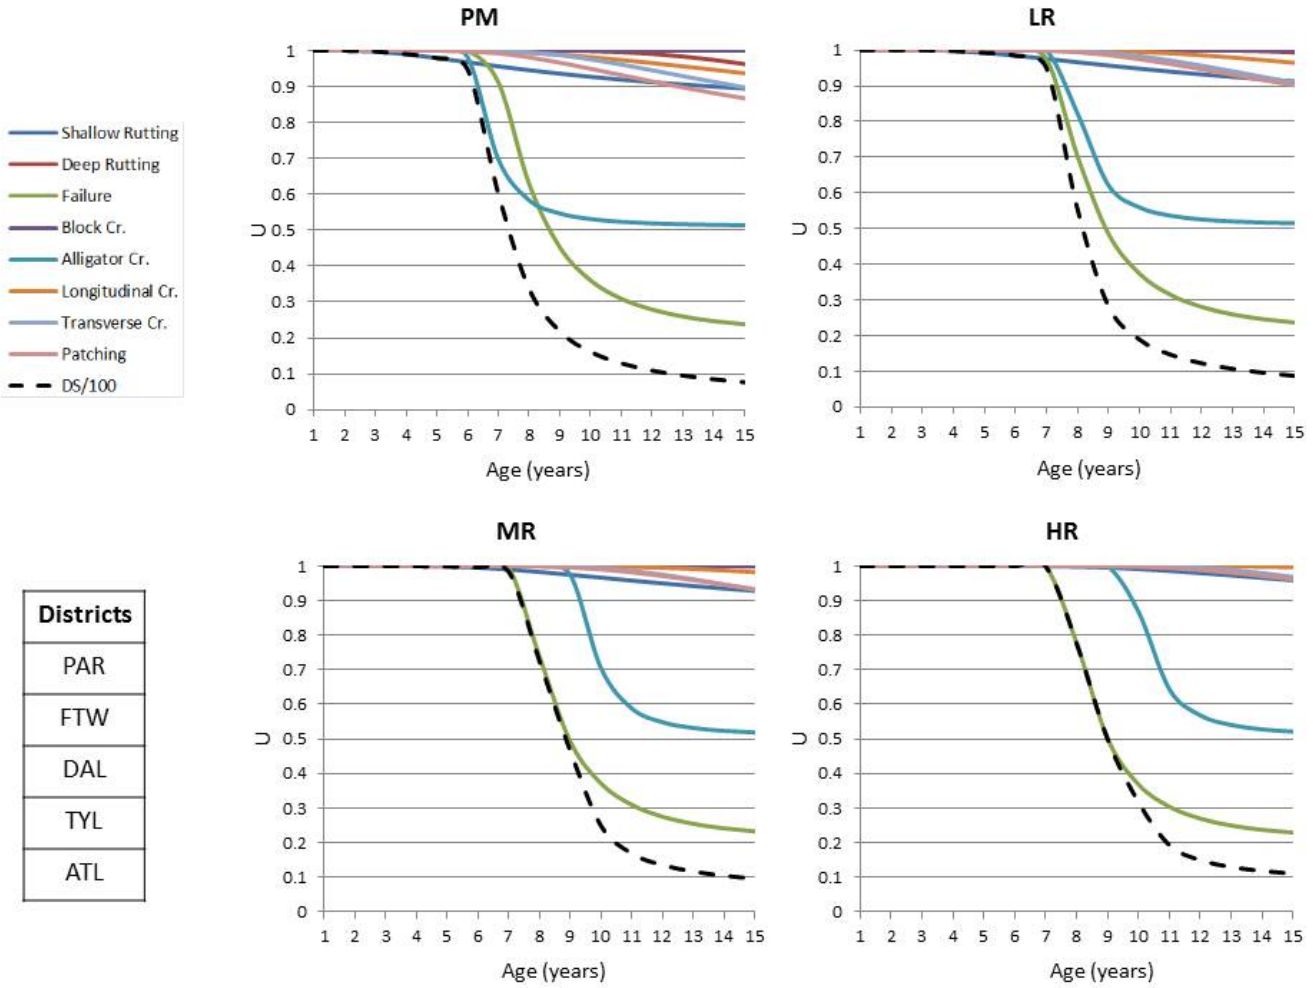 PM
1
0.9
0.8
0.7
0.6
0.5
0.4
0.3
0.2
0.1
0
U
1 2 3 4 5 6 7 8 9 10 11 12 13 14 15
Age (years)
LR
1
0.9
0.8
0.7
0.6
0.5
0.4
0.3
0.2
0.1
0
U
1 2 3 4 5 6 7 8 9 10 11 12 13 14 15
Age (years)
Shallow Rutting
Deep Rutting
Failure
Block Cr.
Alligator Cr.
Longitudinal Cr.
Transverse Cr.
Patching
DS/100
MR
1
0.9
0.8
0.7
0.6
0.5
0.4
0.3
0.2
0.1
0
U
1 2 3 4 5 6 7 8 9 10 11 12 13 14 15
Age (years)
HR
1
0.9
0.8
0.7
0.6
0.5
0.4
0.3
0.2
0.1
0
U
1 2 3 4 5 6 7 8 9 10 11 12 13 14 15
Age (years)
Districts
PAR
FTW
DAL
TYL
ATL